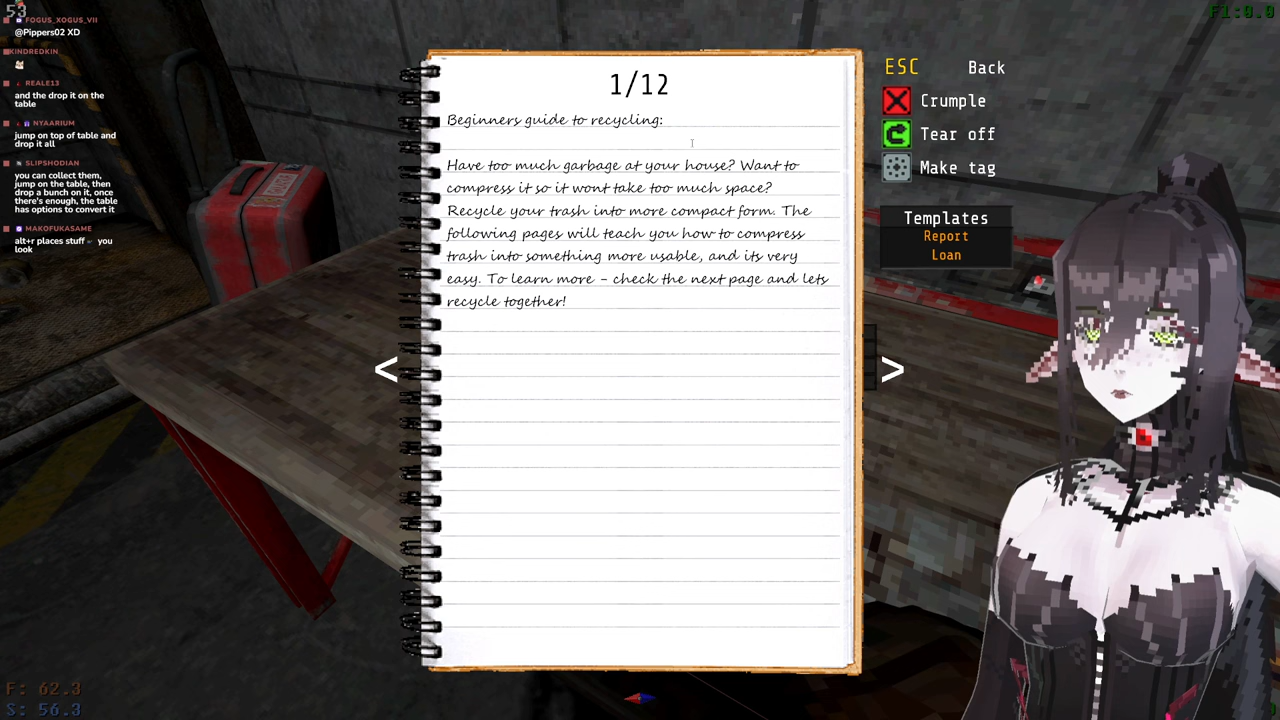 53
FOGUS_XOGUS_VII
@Pippers02 XD
KINDREDKIN
REALE13
and the drop it on the
table
NYAARIUM
jump on top of table and
drop it all
SLIPSHODIAN
you can collect them,
jump on the table, then
drop a bunch on it, once
there's enough, the table
has options to convert it
MAKOFUKASAME
alt+r places stuff you
look
1/12
Beginners guide to recycling:
Have too much garbage at your house? Want to
compress it so it wont take too much space?
Recycle your trash into more compact form. The
following pages will teach you how to compress
trash into something more usable, and its very
easy. To learn more - check the next page and lets
recycle together!
<
>
ESC Back
Crumple
Tear off
Make tag
Templates
Report
Loan
F1:0.0
F: 62.3
S: 56.3